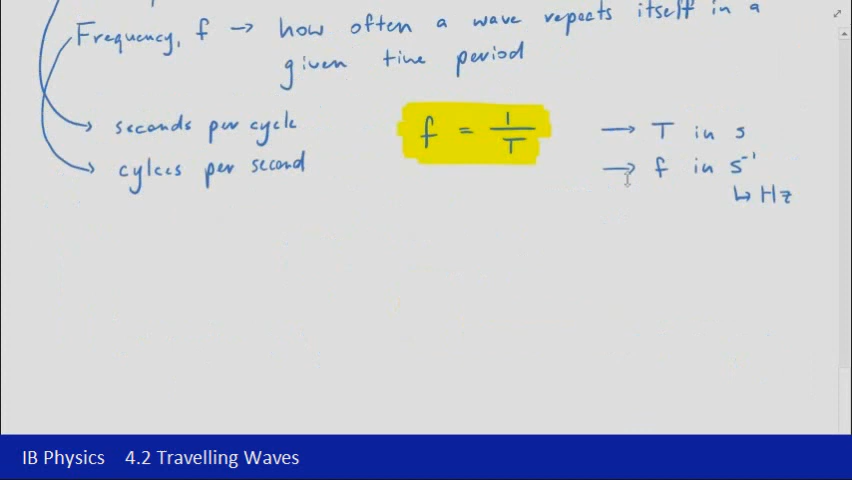 Frequency, f → how often a wave repeats itself in a
given time period
→ seconds per cycle
→ cylces per second
f = 1/T
→ T in s
→ f in s⁻¹
↳ Hz
IB Physics 4.2 Travelling Waves